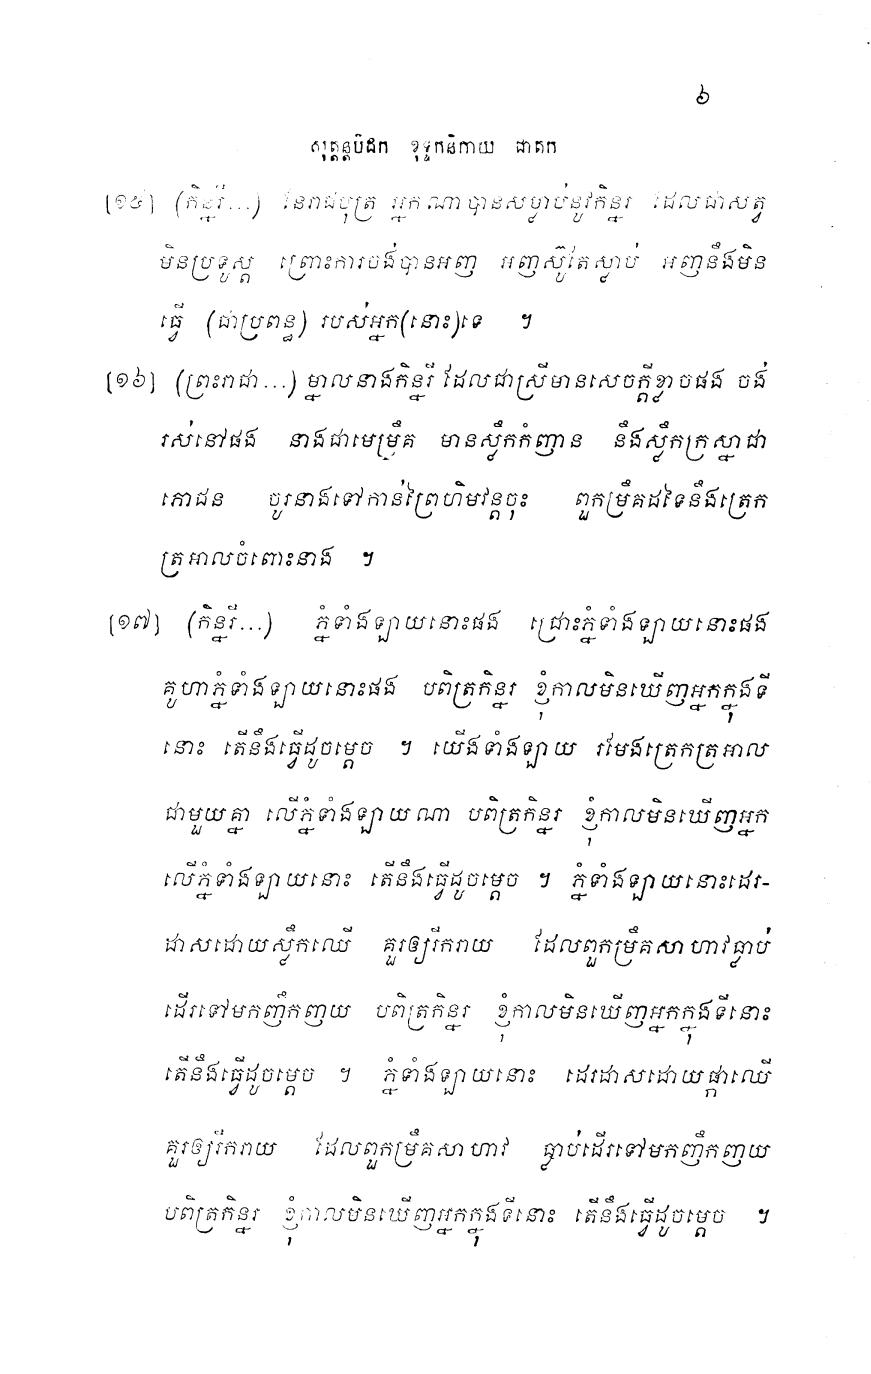 ៦
សុត្តន្តបិដក ខុទ្ទកនិកាយ ជាតក
[១៥] (កិន្នរី...) នែរាជបុត្រ អ្នកណាបានសម្លាប់នូវកិន្នរ ដែលជាសត្វ
មិនប្រទូស្ត ព្រោះការចង់បានអញ អញស៊ូតែស្លាប់ អញនឹងមិន
ធ្វើ (ជាប្រពន្ធ) របស់អ្នក(នោះ)ទេ ។
[១៦] (ព្រះរាជា...) ម្នាលនាងកិន្នរី ដែលជាស្រីមានសេចក្តីខ្លាចផង ចង់
រស់នៅផង នាងជាមេម្រឹគ មានស្លឹកកំញាន នឹងស្លឹកក្រស្នាជា
ភោជន ចូរនាងទៅកាន់ព្រៃហិមវន្តចុះ ពួកម្រឹគដទៃនឹងត្រេក
ត្រអាលចំពោះនាង ។
[១៧] (កិន្នរី...) ភ្នំទាំងឡាយនោះផង ជ្រោះភ្នំទាំងឡាយនោះផង
គូហាភ្នំទាំងឡាយនោះផង បពិត្រកិន្នរ ខ្ញុំកាលមិនឃើញអ្នកក្នុងទី
នោះ តើនឹងធ្វើដូចម្តេច ។ យើងទាំងឡាយ រមែងត្រេកត្រអាល
ជាមួយគ្នា លើភ្នំទាំងឡាយណា បពិត្រកិន្នរ ខ្ញុំកាលមិនឃើញអ្នក
លើភ្នំទាំងឡាយនោះ តើនឹងធ្វើដូចម្តេច ។ ភ្នំទាំងឡាយនោះដេរ-
ដាសដោយស្លឹកឈើ គួរឲ្យរីករាយ ដែលពួកម្រឹគសាហាវធ្លាប់
ដើរទៅមកញឹកញយ បពិត្រកិន្នរ ខ្ញុំកាលមិនឃើញអ្នកក្នុងទីនោះ
តើនឹងធ្វើដូចម្តេច ។ ភ្នំទាំងឡាយនោះ ដេរដាសដោយផ្កាឈើ
គួរឲ្យរីករាយ ដែលពួកម្រឹគសាហាវ ធ្លាប់ដើរទៅមកញឹកញយ
បពិត្រកិន្នរ ខ្ញុំកាលមិនឃើញអ្នកក្នុងទីនោះ តើនឹងធ្វើដូចម្តេច ។